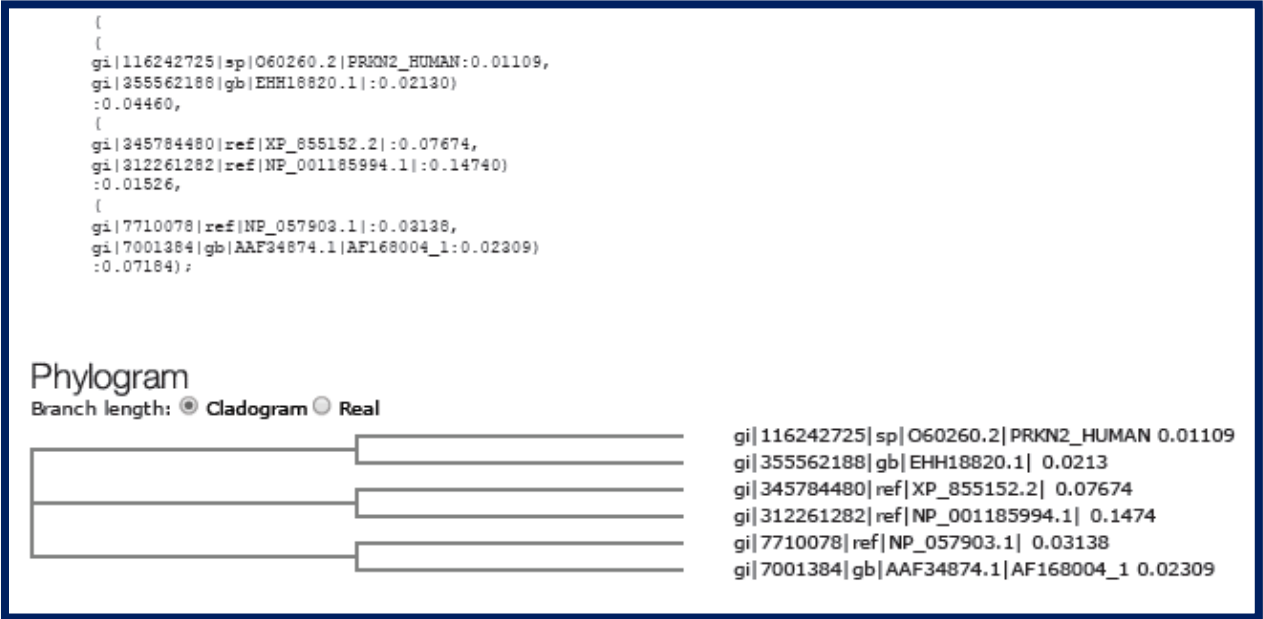 (
(
gi|116242725|sp|O60260.2|PRKN2_HUMAN:0.01109,
gi|355562188|gb|EHH18820.1|:0.02130)
:0.04460,
(
gi|345784480|ref|XP_855152.2|:0.07674,
gi|312261282|ref|NP_001185994.1|:0.14740)
:0.01526,
(
gi|7710078|ref|NP_057903.1|:0.03138,
gi|7001384|gb|AAF34874.1|AF168004_1:0.02309)
:0.07184);
Phylogram
Branch length: Cladogram Real
gi|116242725|sp|O60260.2|PRKN2_HUMAN 0.01109
gi|355562188|gb|EHH18820.1| 0.0213
gi|345784480|ref|XP_855152.2| 0.07674
gi|312261282|ref|NP_001185994.1| 0.1474
gi|7710078|ref|NP_057903.1| 0.03138
gi|7001384|gb|AAF34874.1|AF168004_1 0.02309